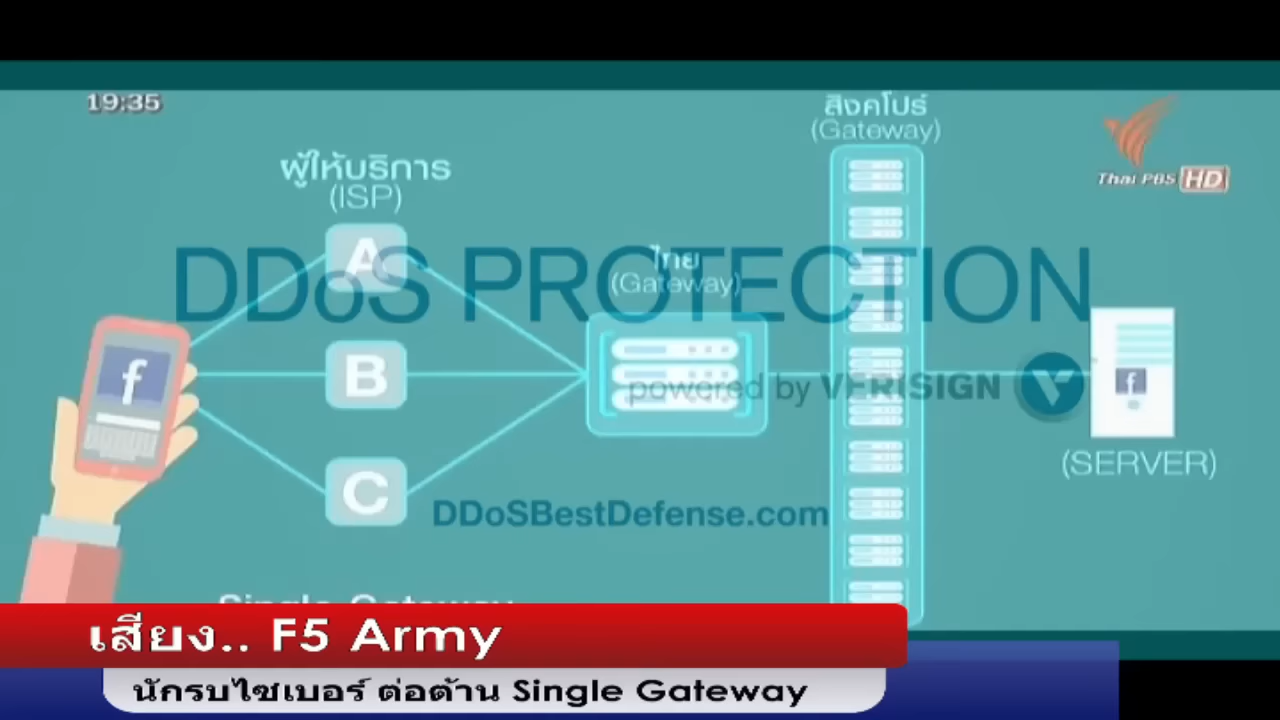 19:35
สิงคโปร์
(Gateway)
Thai PBS HD
ผู้ให้บริการ
(ISP)
A
DDoS PROTECTION
ไทย
(Gateway)
f
B
powered by VERISIGN
f
(SERVER)
C
DDoSBestDefense.com
Single Gateway
เสียง.. F5 Army
นักรบไซเบอร์ ต่อต้าน Single Gateway